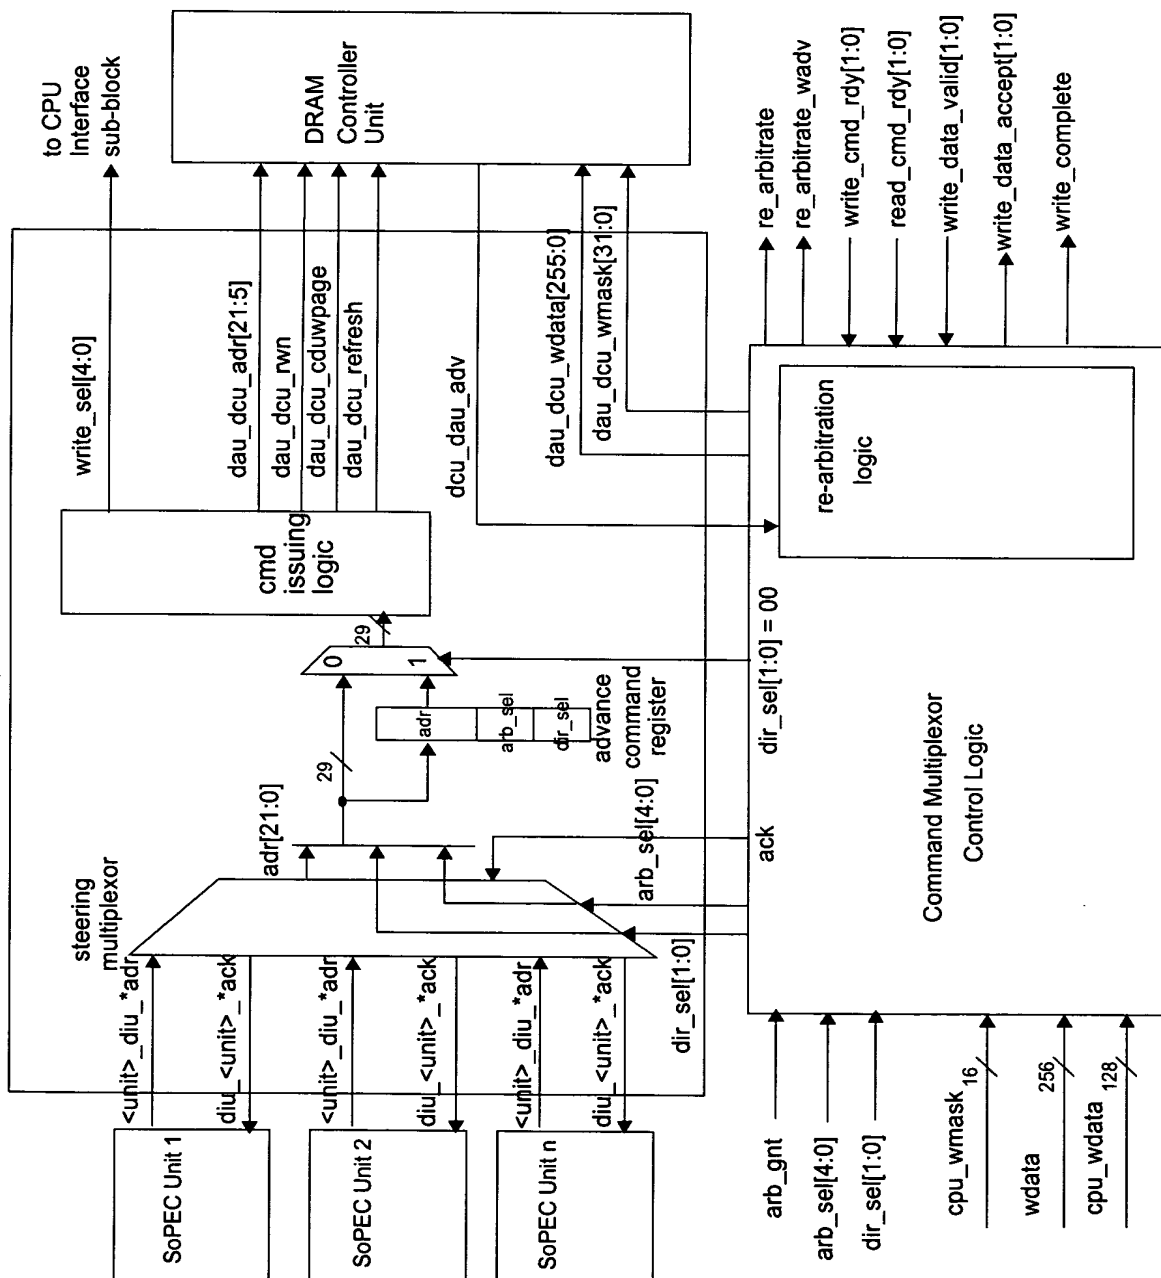 to CPU
Interface
sub-block
DRAM
Controller
Unit
write_sel[4:0]
dau_dcu_adr[21:5]
dau_dcu_rwn
dau_dcu_cduwpage
dau_dcu_refresh
dcu_dau_adv
dau_dcu_wdata[255:0]
dau_dcu_wmask[31:0]
re_arbitrate
re_arbitrate_wadv
write_cmd_rdy[1:0]
read_cmd_rdy[1:0]
write_data_valid[1:0]
write_data_accept[1:0]
write_complete
cmd
issuing
logic
re-arbitration
logic
29
0
1
adr
arb_sel
dir_sel
advance
command
register
dir_sel[1:0] = 00
29
adr[21:0]
arb_sel[4:0]
ack
Command Multiplexor
Control Logic
steering
multiplexor
<unit>_diu_*adr
diu_<unit>_*ack
<unit>_diu_*adr
diu_<unit>_*ack
<unit>_diu_*adr
diu_<unit>_*ack
dir_sel[1:0]
SoPEC Unit 1
SoPEC Unit 2
SoPEC Unit n
arb_gnt
arb_sel[4:0]
dir_sel[1:0]
cpu_wmask
16
wdata
256
cpu_wdata
128